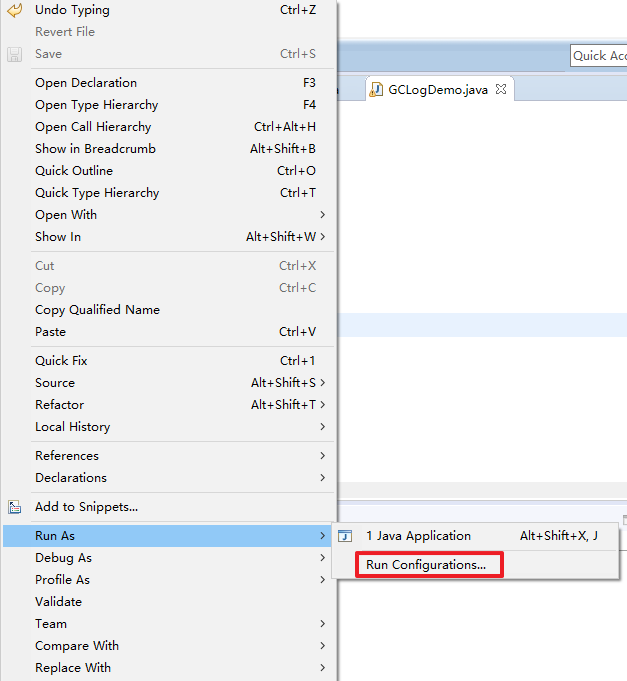 Undo Typing Ctrl+Z
Revert File
Save Ctrl+S
Quick Acc
GCLogDemo.java
Open Declaration F3
Open Type Hierarchy F4
Open Call Hierarchy Ctrl+Alt+H
Show in Breadcrumb Alt+Shift+B
Quick Outline Ctrl+O
Quick Type Hierarchy Ctrl+T
Open With
Show In Alt+Shift+W
Cut Ctrl+X
Copy Ctrl+C
Copy Qualified Name
Paste Ctrl+V
Quick Fix Ctrl+1
Source Alt+Shift+S
Refactor Alt+Shift+T
Local History
References
Declarations
Add to Snippets...
Run As
1 Java Application Alt+Shift+X, J
Debug As
Run Configurations...
Profile As
Validate
Team
Compare With
Replace With